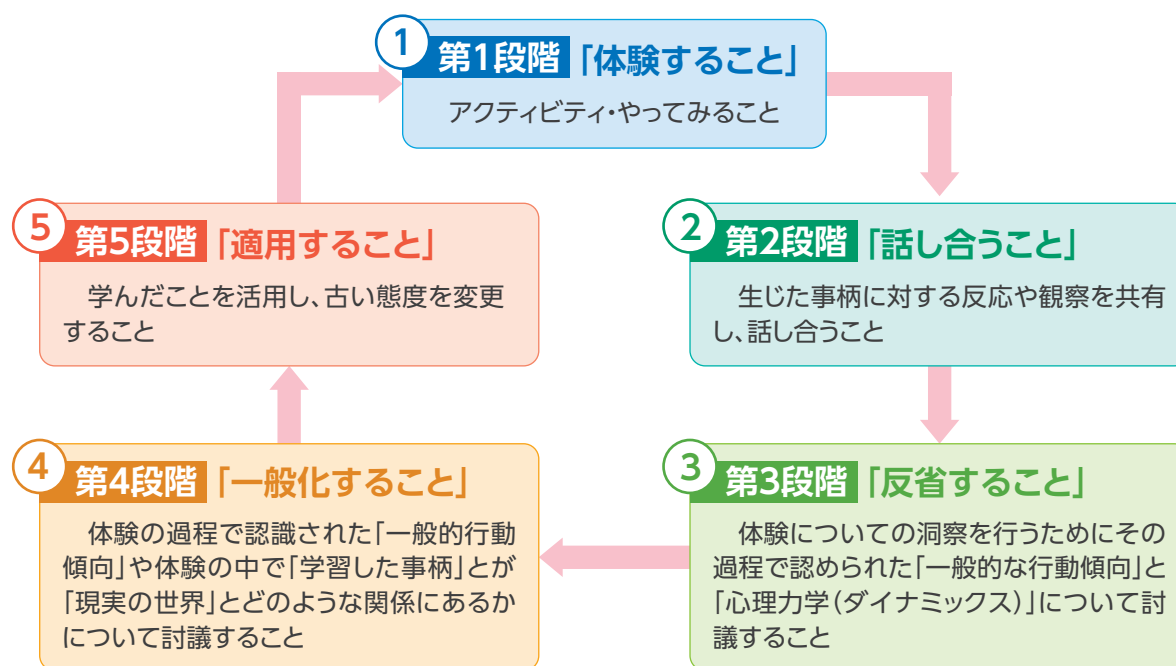 1
第1段階「体験すること」
アクティビティ・やってみること
2
第2段階「話し合うこと」
生じた事柄に対する反応や観察を共有
し、話し合うこと
3
第3段階「反省すること」
体験についての洞察を行うためにその
過程で認められた「一般的な行動傾向」と
「心理力学(ダイナミックス)」について討
議すること
4
第4段階「一般化すること」
体験の過程で認識された「一般的行動
傾向」や体験の中で「学習した事柄」とが
「現実の世界」とどのような関係にあるか
について討議すること
5
第5段階「適用すること」
学んだことを活用し、古い態度を変更
すること